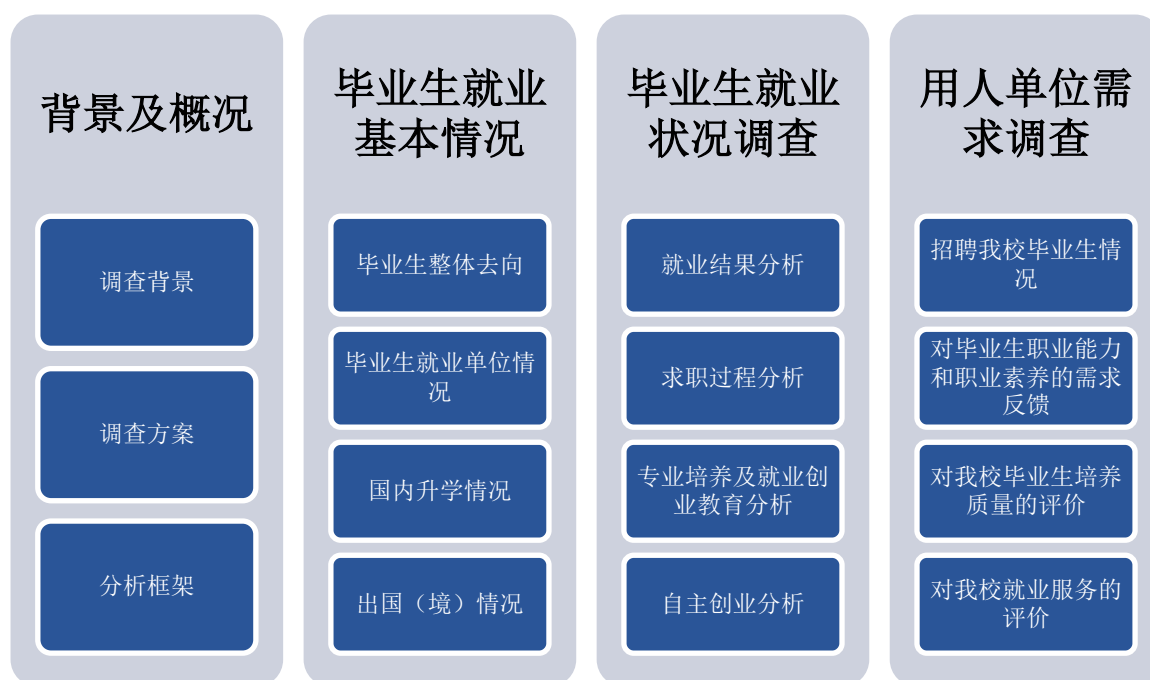 背景及概况
调查背景
调查方案
分析框架
毕业生就业
基本情况
毕业生整体去向
毕业生就业单位情
况
国内升学情况
出国（境）情况
毕业生就业
状况调查
就业结果分析
求职过程分析
专业培养及就业创
业教育分析
自主创业分析
用人单位需
求调查
招聘我校毕业生情
况
对毕业生职业能力
和职业素养的需求
反馈
对我校毕业生培养
质量的评价
对我校就业服务的
评价